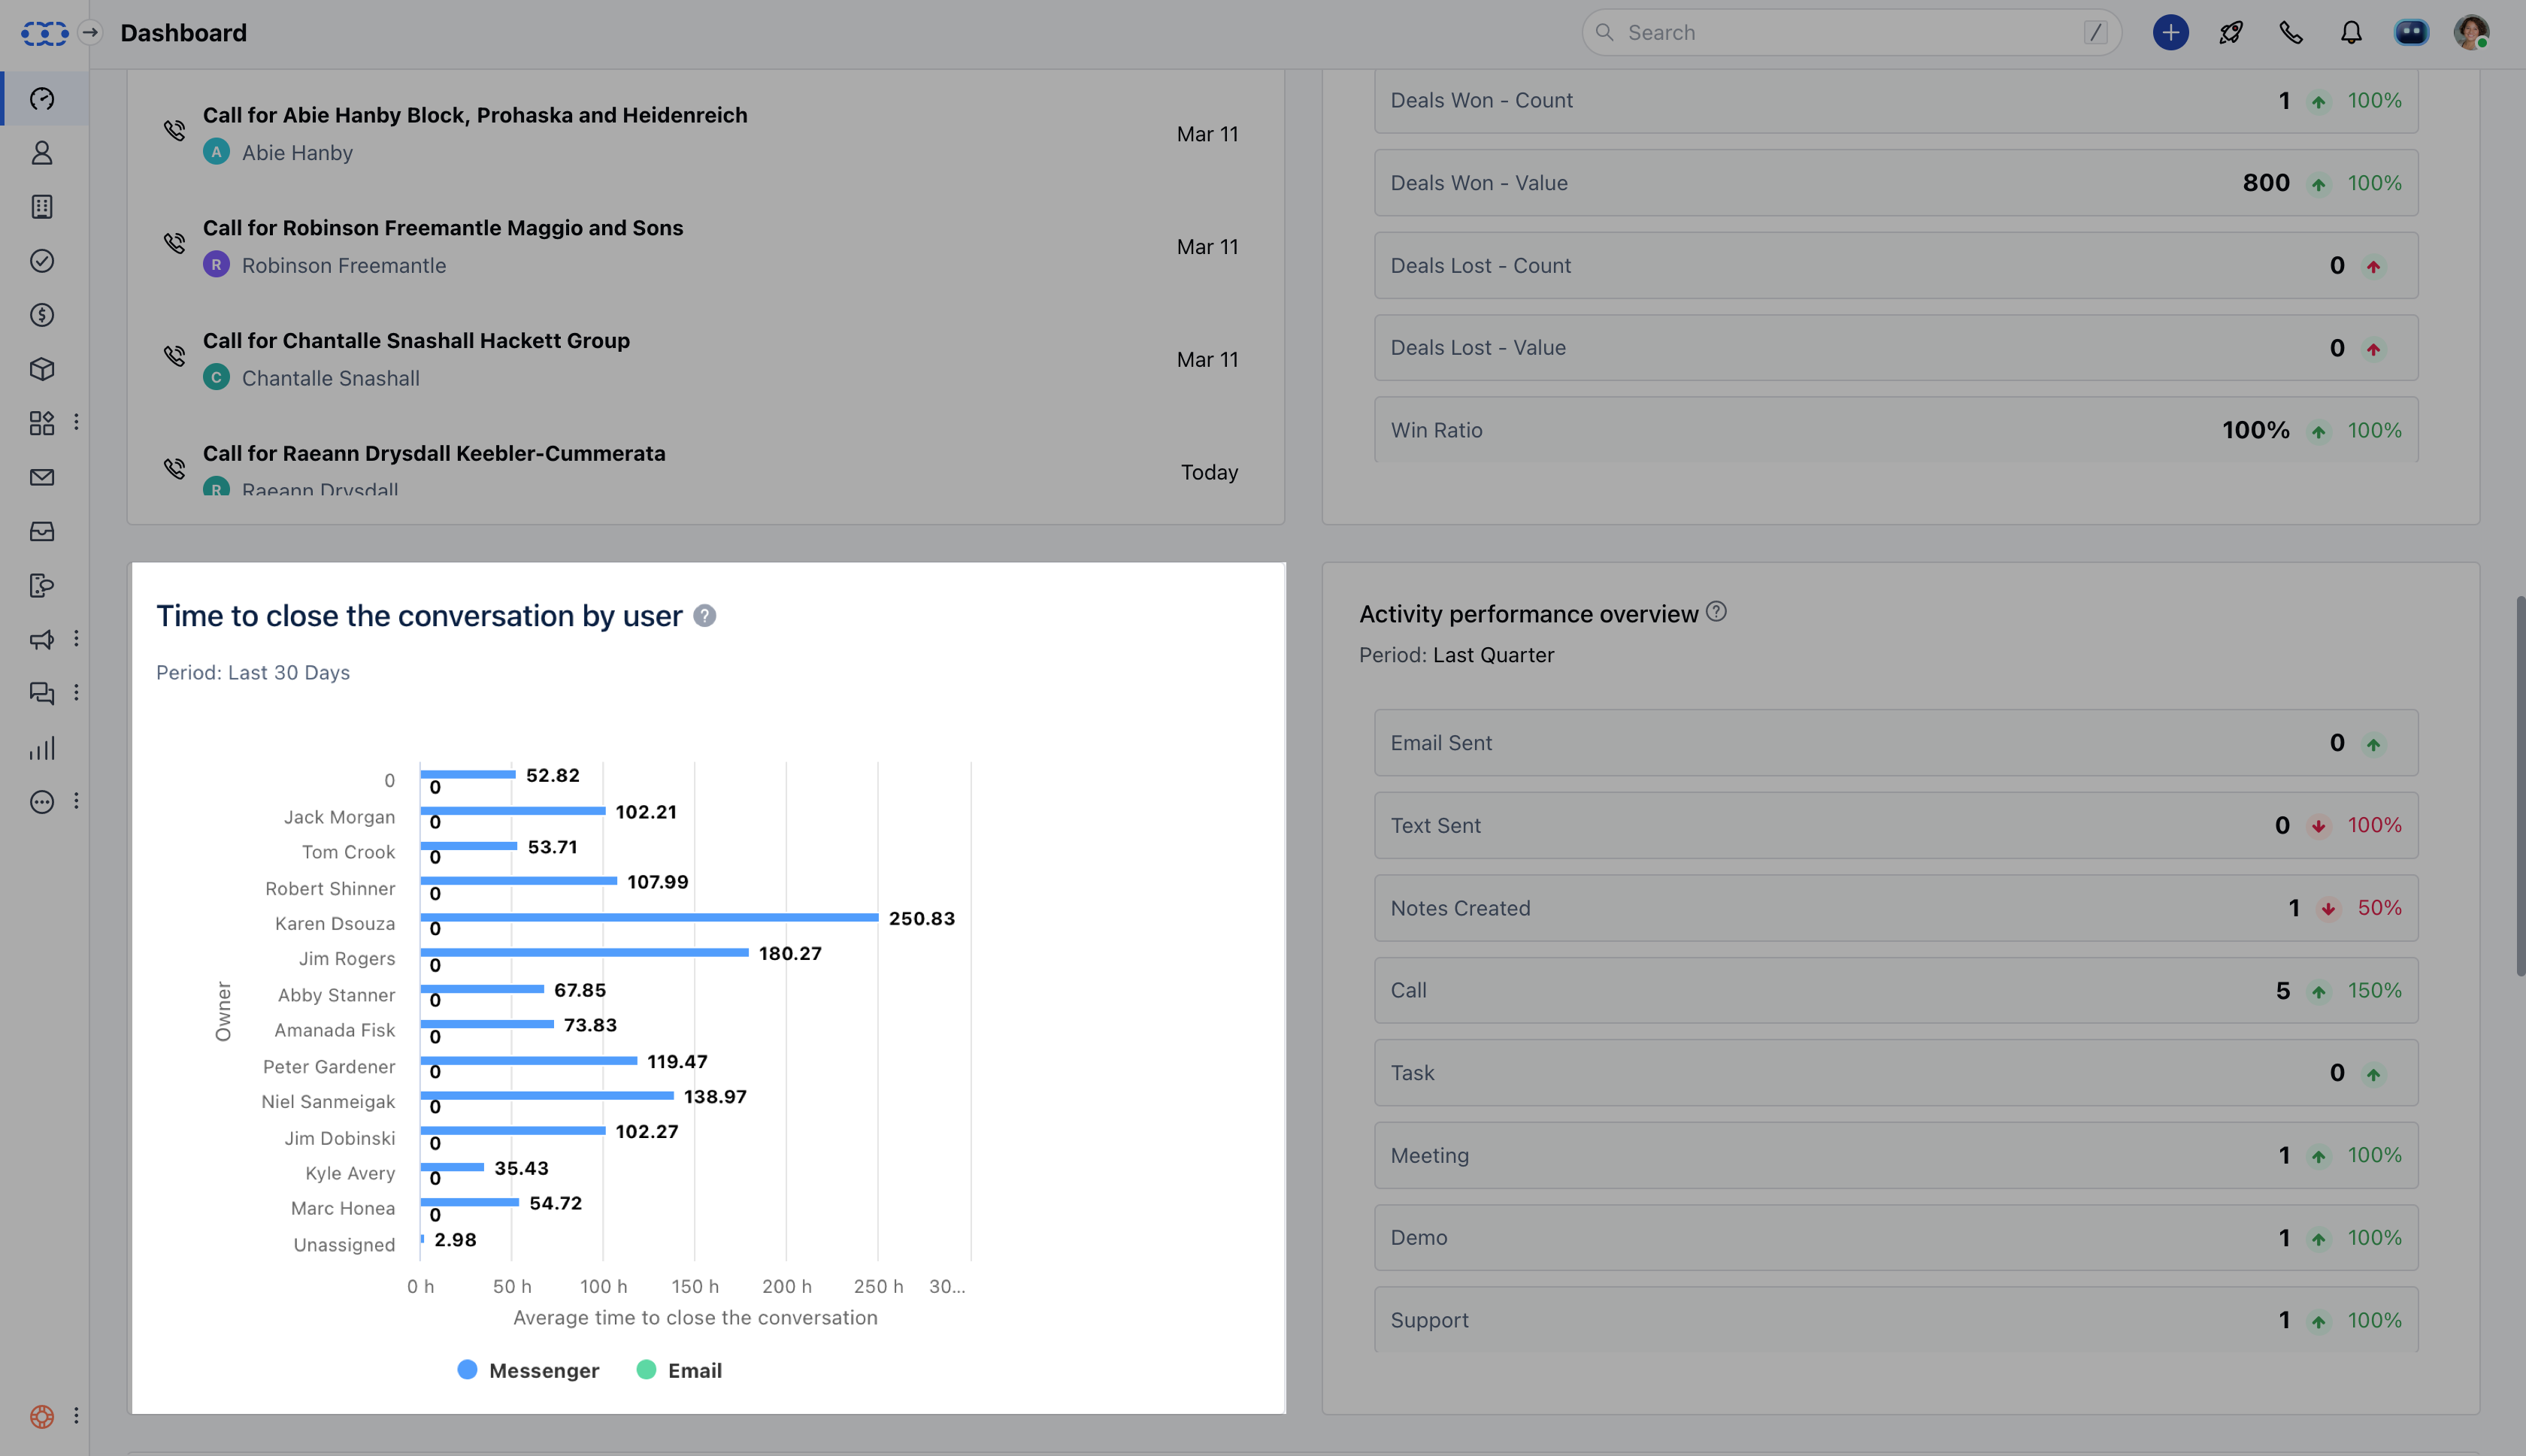 Dashboard
Search /
Call for Abie Hanby Block, Prohaska and Heidenreich
A Abie Hanby
Mar 11
Call for Robinson Freemantle Maggio and Sons
R Robinson Freemantle
Mar 11
Call for Chantalle Snashall Hackett Group
C Chantalle Snashall
Mar 11
Call for Raeann Drysdall Keebler-Cummerata
R Raeann Drysdall
Today
Deals Won - Count 1 100%
Deals Won - Value 800 100%
Deals Lost - Count 0
Deals Lost - Value 0
Win Ratio 100% 100%
Time to close the conversation by user ?
Period: Last 30 Days
Owner
0 52.82 0
Jack Morgan 102.21 0
Tom Crook 53.71 0
Robert Shinner 107.99 0
Karen Dsouza 250.83 0
Jim Rogers 180.27 0
Abby Stanner 67.85 0
Amanada Fisk 73.83 0
Peter Gardener 119.47 0
Niel Sanmeigak 138.97 0
Jim Dobinski 102.27 0
Kyle Avery 35.43 0
Marc Honea 54.72 0
Unassigned 2.98
0 h 50 h 100 h 150 h 200 h 250 h 30...
Average time to close the conversation
Messenger Email
Activity performance overview ?
Period: Last Quarter
Email Sent 0
Text Sent 0 100%
Notes Created 1 50%
Call 5 150%
Task 0
Meeting 1 100%
Demo 1 100%
Support 1 100%